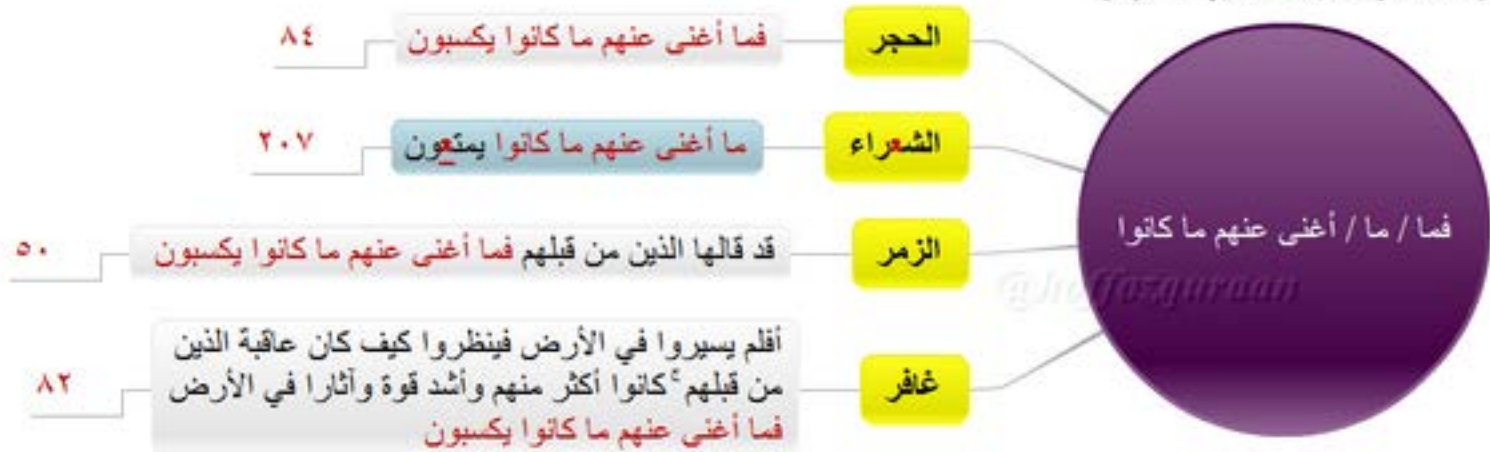 فما / ما / أغنى عنهم ما كانوا
الحجر
فما أغنى عنهم ما كانوا يكسبون
٨٤
الشعراء
ما أغنى عنهم ما كانوا يمتعون
٢٠٧
الزمر
قد قالها الذين من قبلهم فما أغنى عنهم ما كانوا يكسبون
٥٠
غافر
أفلم يسيروا في الأرض فينظروا كيف كان عاقبة الذين
من قبلهم ۚ كانوا أكثر منهم وأشد قوة وآثارا في الأرض
فما أغنى عنهم ما كانوا يكسبون
٨٢
@haffozquraan